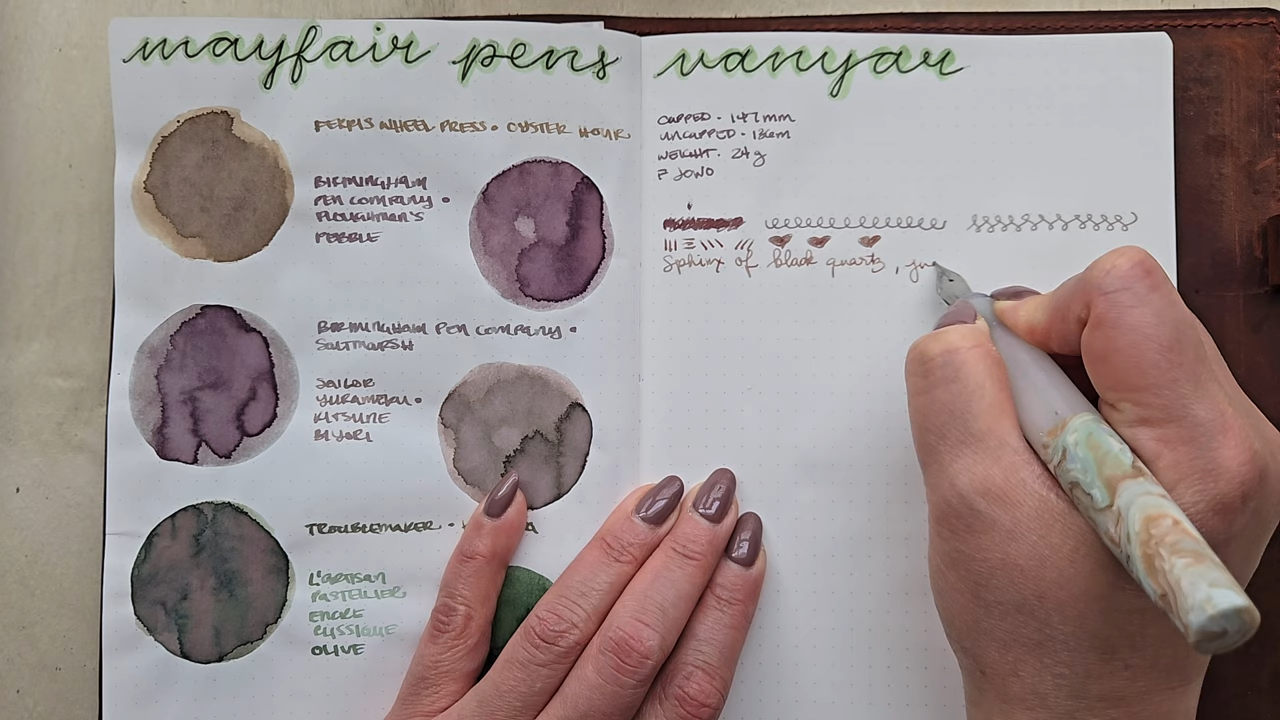 mayfair pens
FERRIS WHEEL PRESS • OYSTER HOUR
BIRMINGHAM
PEN COMPANY •
PLOUGHMAN'S
PEBBLE
BIRMINGHAM PEN COMPANY •
SALTMARSH
SAILOR
YURAMEKU •
KITSUNE
BIYORI
TROUBLEMAKER •
L'ARTISAN
PASTELLIER
ENCRE
CLASSIQUE
OLIVE
vanyar
CAPPED • 147mm
UNCAPPED •
WEIGHT • 24g
F JOWO
Sphinx of black quartz, ju